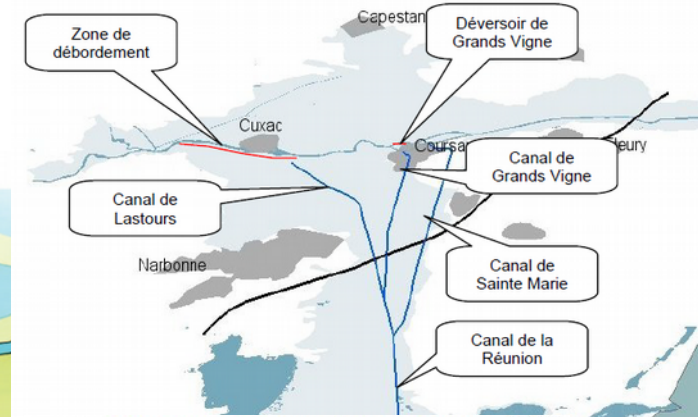 Capestan
Zone de
débordement
Déversoir de
Grands Vigne
Cuxac
Coursa
leury
Canal de
Grands Vigne
Canal de
Lastours
Narbonne
Canal de
Sainte Marie
Canal de la
Réunion